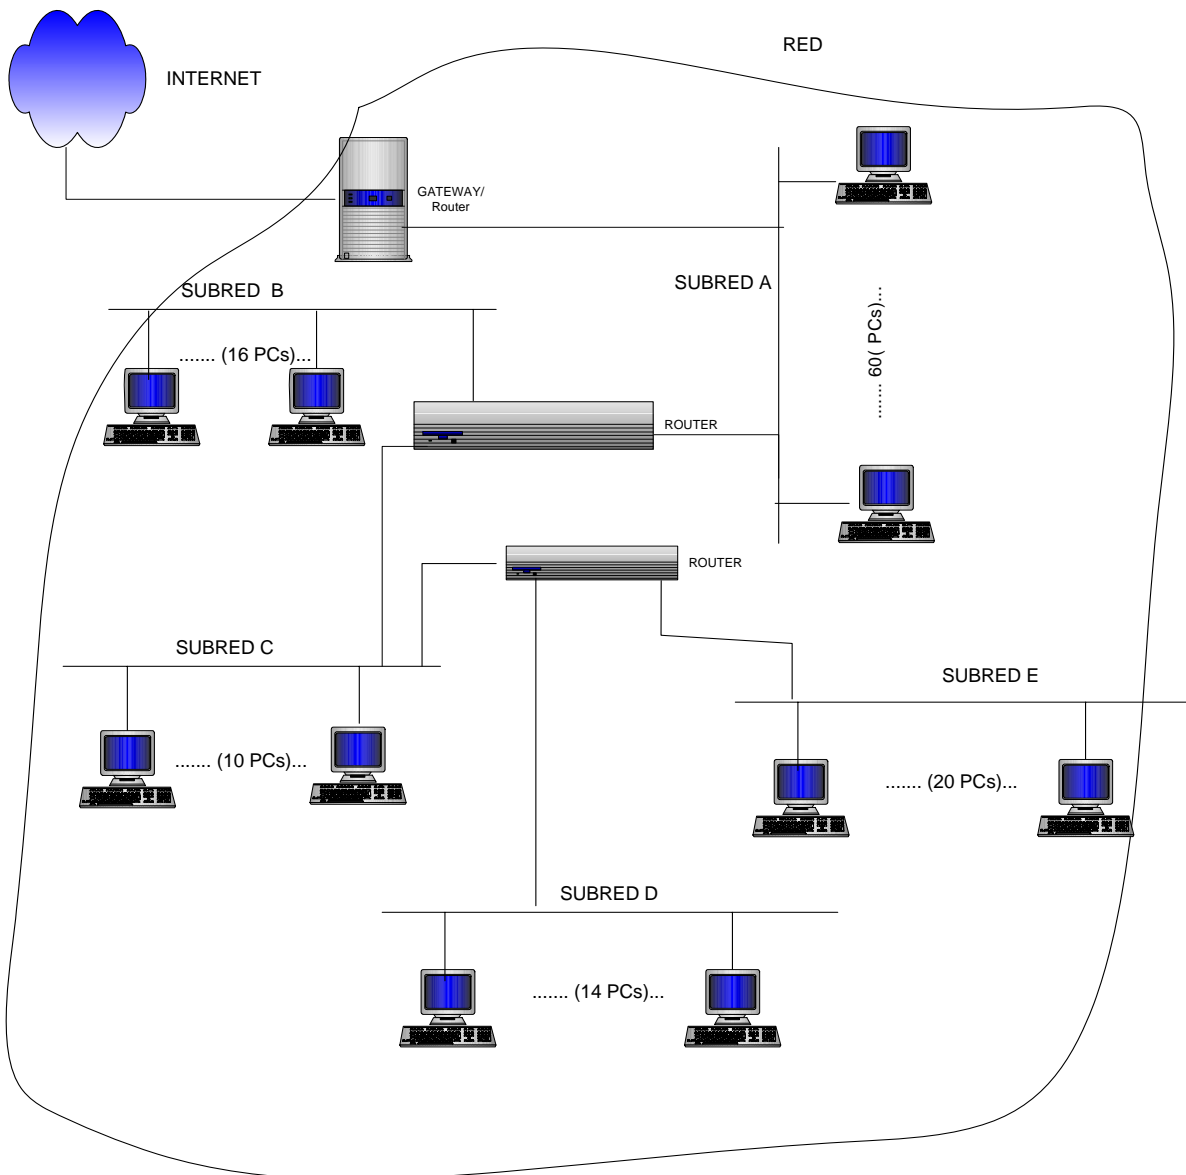 RED
INTERNET
GATEWAY/
Router
SUBRED A
SUBRED  B
....... 60( PCs)...
....... (16 PCs)...
ROUTER
ROUTER
SUBRED C
SUBRED E
....... (10 PCs)...
....... (20 PCs)...
SUBRED D
....... (14 PCs)...